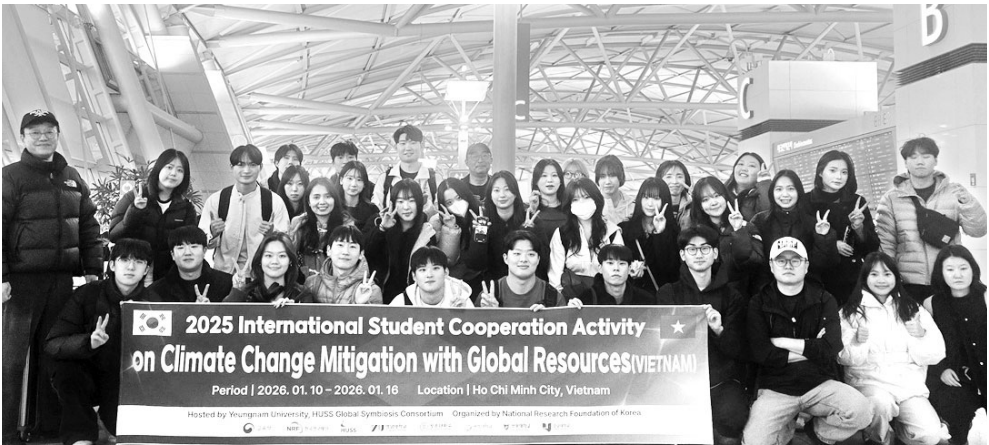 B
C
2025 International Student Cooperation Activity
on Climate Change Mitigation with Global Resources(VIETNAM)
Period | 2026. 01. 10 – 2026. 01. 16 Location | Ho Chi Minh City, Vietnam
Hosted by Yeungnam University, HUSS Global Symbiosis Consortium Organized by National Research Foundation of Korea
NRF HUSS